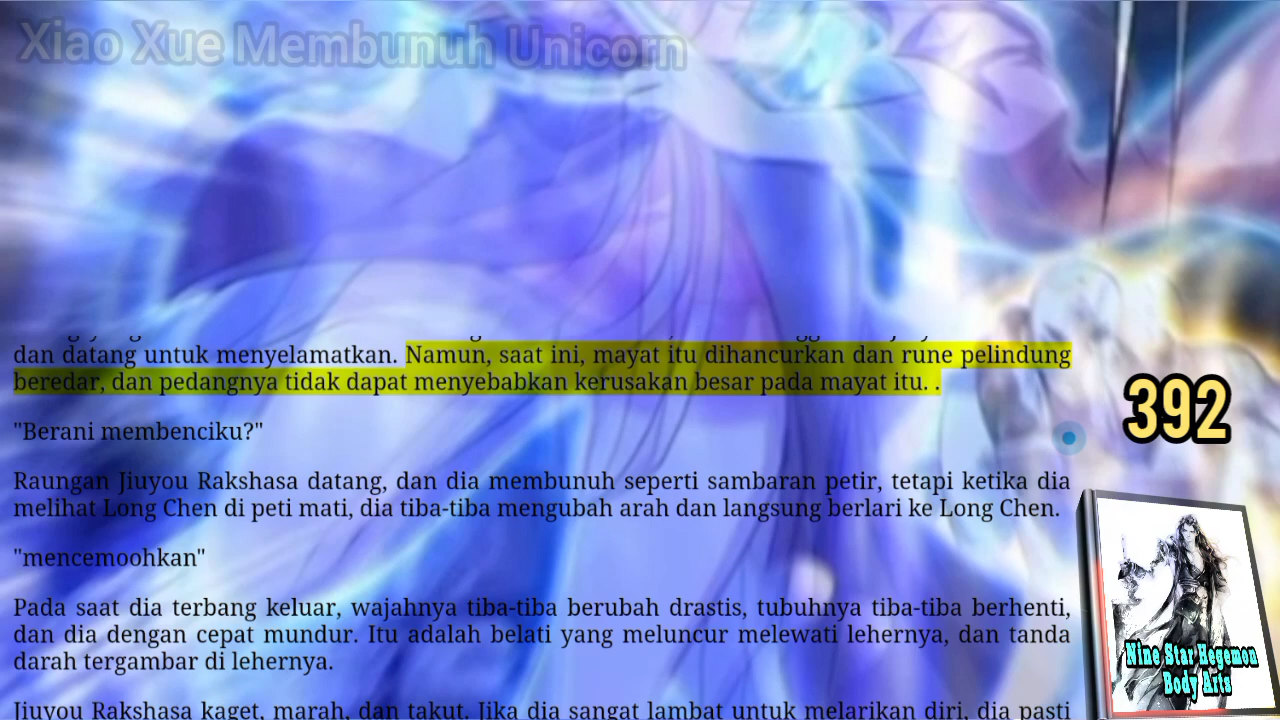 Xiao Xue Membunuh Unicorn
dan datang untuk menyelamatkan. Namun, saat ini, mayat itu dihancurkan dan rune pelindung
beredar, dan pedangnya tidak dapat menyebabkan kerusakan besar pada mayat itu. .
"Berani membenciku?"
Raungan Jiuyou Rakshasa datang, dan dia membunuh seperti sambaran petir, tetapi ketika dia
melihat Long Chen di peti mati, dia tiba-tiba mengubah arah dan langsung berlari ke Long Chen.
"mencemoohkan"
Pada saat dia terbang keluar, wajahnya tiba-tiba berubah drastis, tubuhnya tiba-tiba berhenti,
dan dia dengan cepat mundur. Itu adalah belati yang meluncur melewati lehernya, dan tanda
darah tergambar di lehernya.
Jiuyou Rakshasa kaget, marah, dan takut. Jika dia sangat lambat untuk melarikan diri, dia pasti
392
Nine Star Hegemon
Body Arts